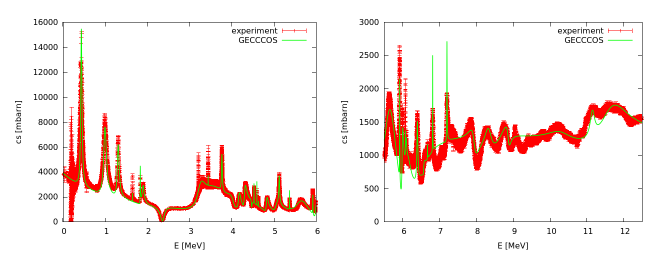 16000
14000
12000
10000
8000
6000
4000
2000
0
cs [mbarn]
experiment
GECCCOS
0 1 2 3 4 5 6
E [MeV]
3000
2500
2000
1500
1000
500
0
cs [mbarn]
experiment
GECCCOS
6 7 8 9 10 11 12
E [MeV]